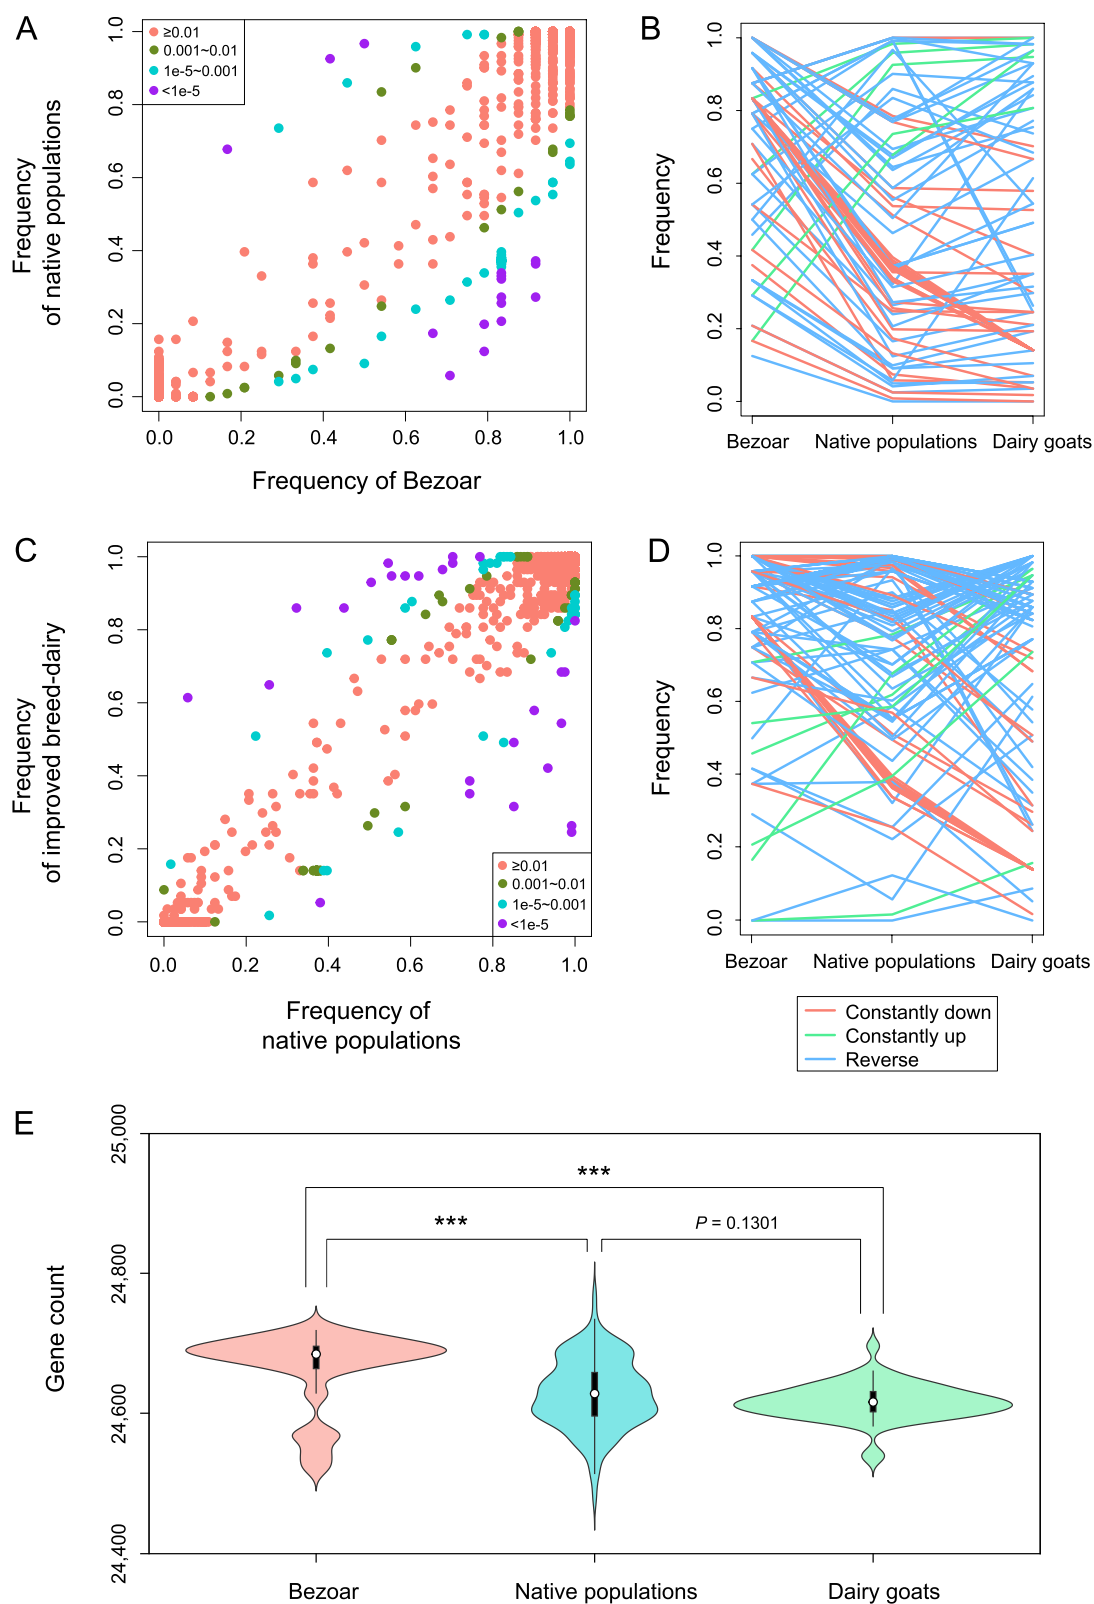 A
≥0.01
0.001~0.01
1e-5~0.001
<1e-5
Frequency
of native populations
0.0
0.2
0.4
0.6
0.8
1.0
0.0 0.2 0.4 0.6 0.8 1.0
Frequency of Bezoar
B
Frequency
0.0
0.2
0.4
0.6
0.8
1.0
Bezoar Native populations Dairy goats
C
Frequency
of improved breed-dairy
0.0
0.2
0.4
0.6
0.8
1.0
≥0.01
0.001~0.01
1e-5~0.001
<1e-5
0.0 0.2 0.4 0.6 0.8 1.0
Frequency of
native populations
D
Frequency
0.0
0.2
0.4
0.6
0.8
1.0
Bezoar Native populations Dairy goats
Constantly down
Constantly up
Reverse
E
Gene count
24,400
24,600
24,800
25,000
***
***
P = 0.1301
Bezoar Native populations Dairy goats